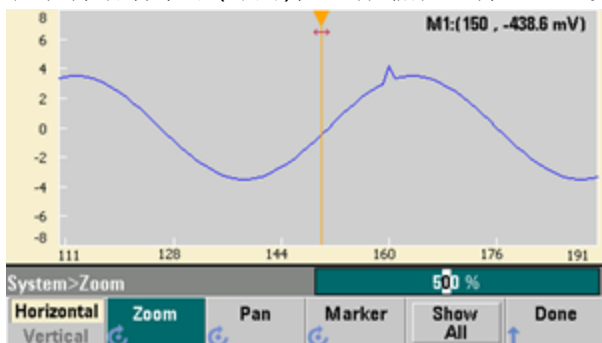 8
M1:(150 , -438.6 mV)
6
4
2
0
-2
-4
-6
-8
111 128 144 160 176 191
System>Zoom 500 %
Horizontal Zoom Pan Marker Show All Done
Vertical